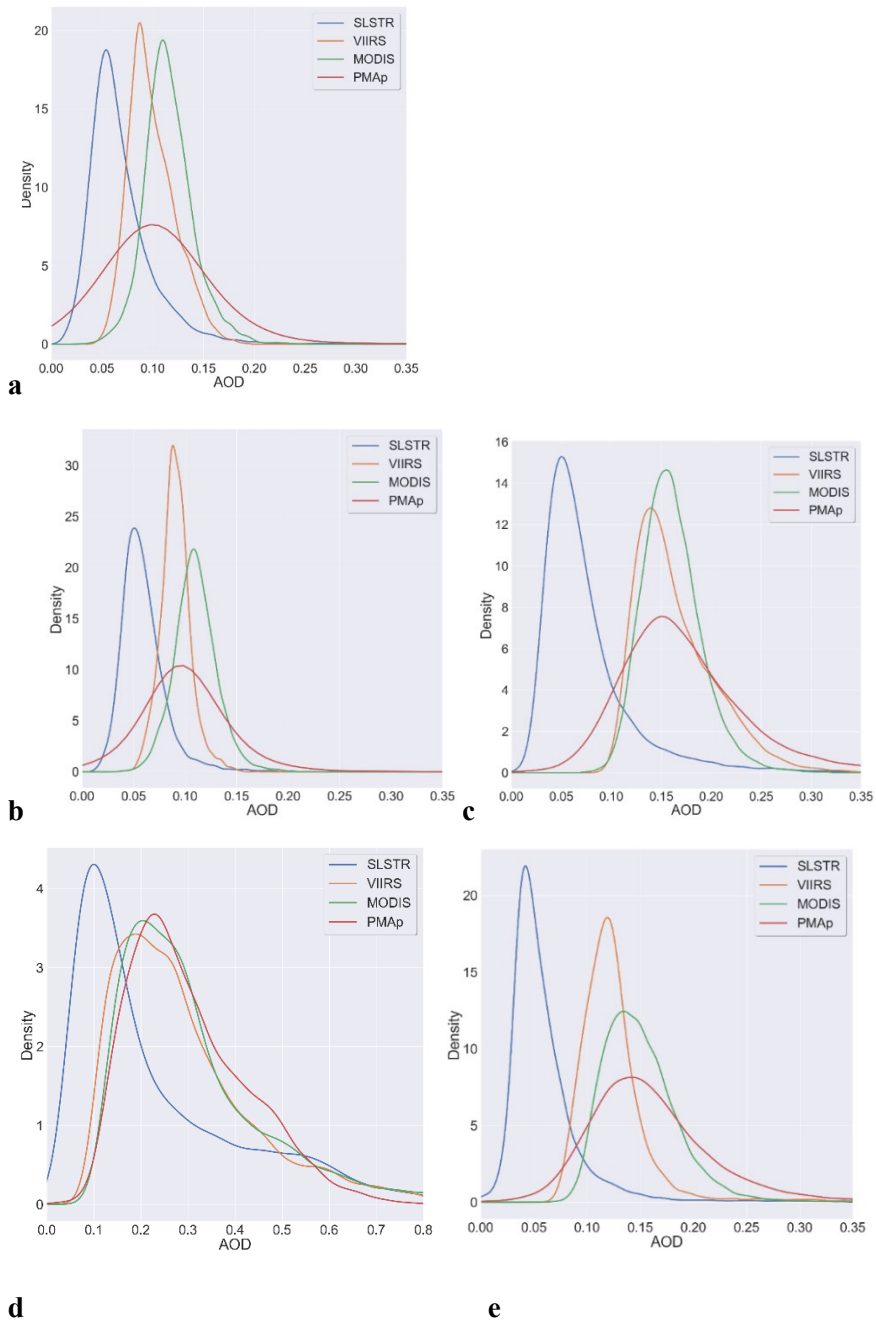 20
15
10
5
0
Density
SLSTR
VIIRS
MODIS
PMAp
0.00 0.05 0.10 0.15 0.20 0.25 0.30 0.35
AOD
a
30
25
20
15
10
5
0
Density
SLSTR
VIIRS
MODIS
PMAp
0.00 0.05 0.10 0.15 0.20 0.25 0.30 0.35
AOD
b
16
14
12
10
8
6
4
2
0
Density
SLSTR
VIIRS
MODIS
PMAp
0.00 0.05 0.10 0.15 0.20 0.25 0.30 0.35
AOD
c
4
3
2
1
0
Density
SLSTR
VIIRS
MODIS
PMAp
0.0 0.1 0.2 0.3 0.4 0.5 0.6 0.7 0.8
AOD
d
20
15
10
5
0
Density
SLSTR
VIIRS
MODIS
PMAp
0.00 0.05 0.10 0.15 0.20 0.25 0.30 0.35
AOD
e